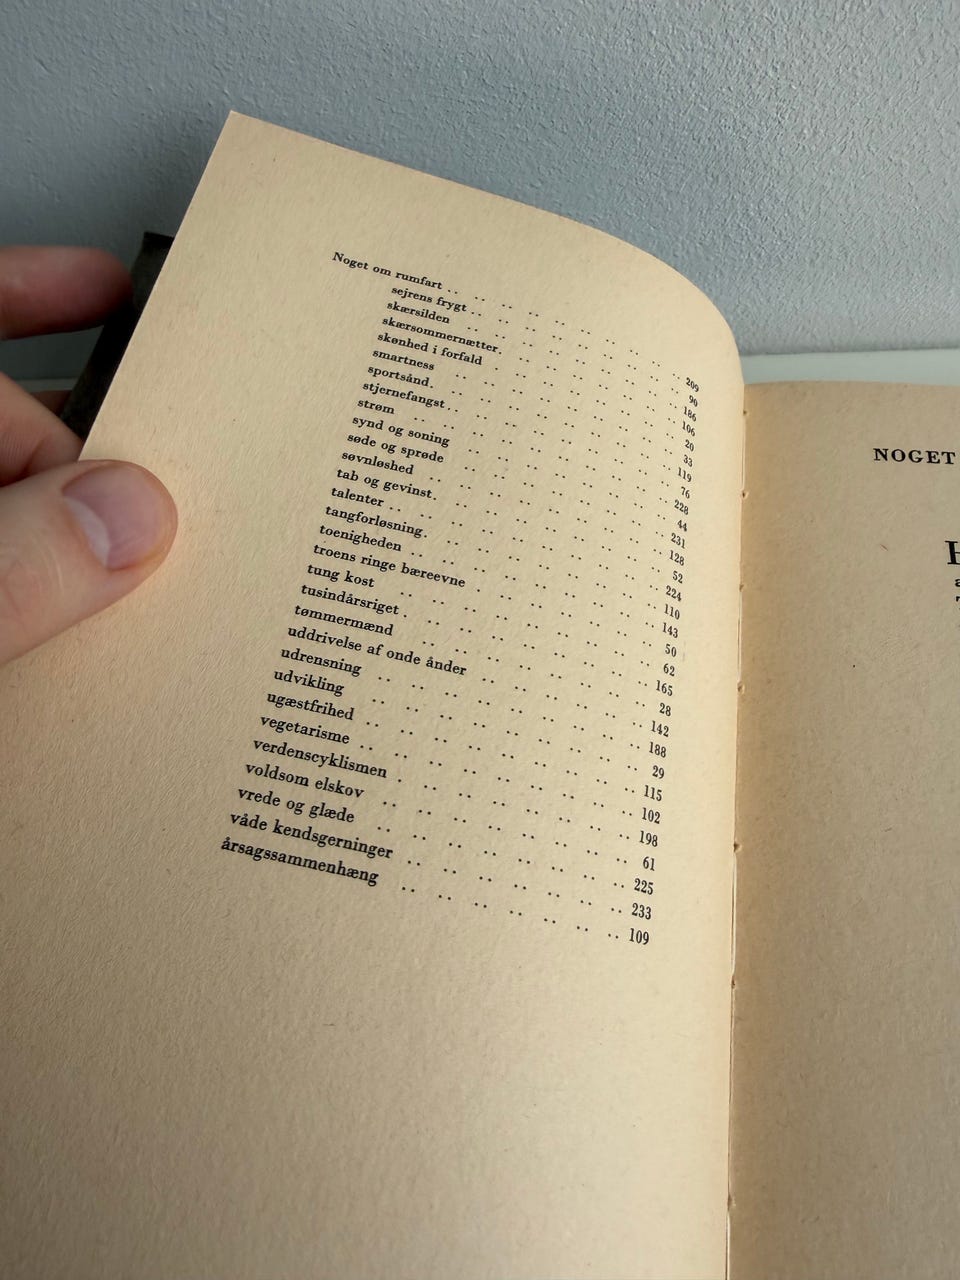 Noget om rumfart .. .. .. .. .. .. .. 209
sejrens frygt .. .. .. .. .. .. 90
skærsilden .. .. .. .. .. .. 186
skærsommernætter. .. .. .. .. .. 106
skønhed i forfald .. .. .. .. .. 20
smartness .. .. .. .. .. .. 33
sportsånd. .. .. .. .. .. .. 119
stjernefangst .. .. .. .. .. .. 76
strøm .. .. .. .. .. .. .. 228
synd og soning .. .. .. .. .. .. 44
søde og sprøde .. .. .. .. .. .. 231
søvnløshed .. .. .. .. .. .. 128
tab og gevinst. .. .. .. .. .. .. 52
talenter .. .. .. .. .. .. .. 224
tangforløsning. .. .. .. .. .. .. 110
toenigheden .. .. .. .. .. .. .. 143
troens ringe bæreevne . .. .. .. .. .. 50
tung kost .. .. .. .. .. .. .. 62
tusindårsriget . .. .. .. .. .. .. 165
tømmermænd .. .. .. .. .. .. .. 28
uddrivelse af onde ånder .. .. .. .. .. 142
udrensning .. .. .. .. .. .. .. 188
udvikling .. .. .. .. .. .. .. 29
ugæstfrihed .. .. .. .. .. .. .. 115
vegetarisme .. .. .. .. .. .. .. 102
verdenscyklismen . .. .. .. .. .. .. 198
voldsom elskov .. .. .. .. .. .. .. 61
vrede og glæde .. .. .. .. .. .. .. 225
våde kendsgerninger .. .. .. .. .. .. 233
årsagssammenhæng .. .. .. .. .. .. .. 109
NOGET